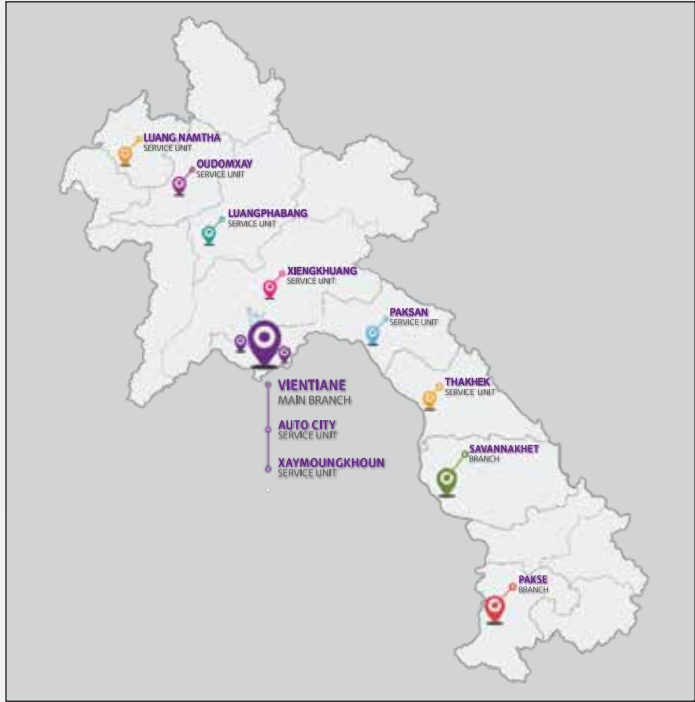 LUANG NAMTHA
SERVICE UNIT
OUDOMXAY
SERVICE UNIT
LUANGPHABANG
SERVICE UNIT
XIENGKHUANG
SERVICE UNIT
PAKSAN
SERVICE UNIT
VIENTIANE
MAIN BRANCH
THAKHEK
SERVICE UNIT
AUTO CITY
SERVICE UNIT
SAVANNAKHET
BRANCH
XAYMOUNGKHOUN
SERVICE UNIT
PAKSE
BRANCH